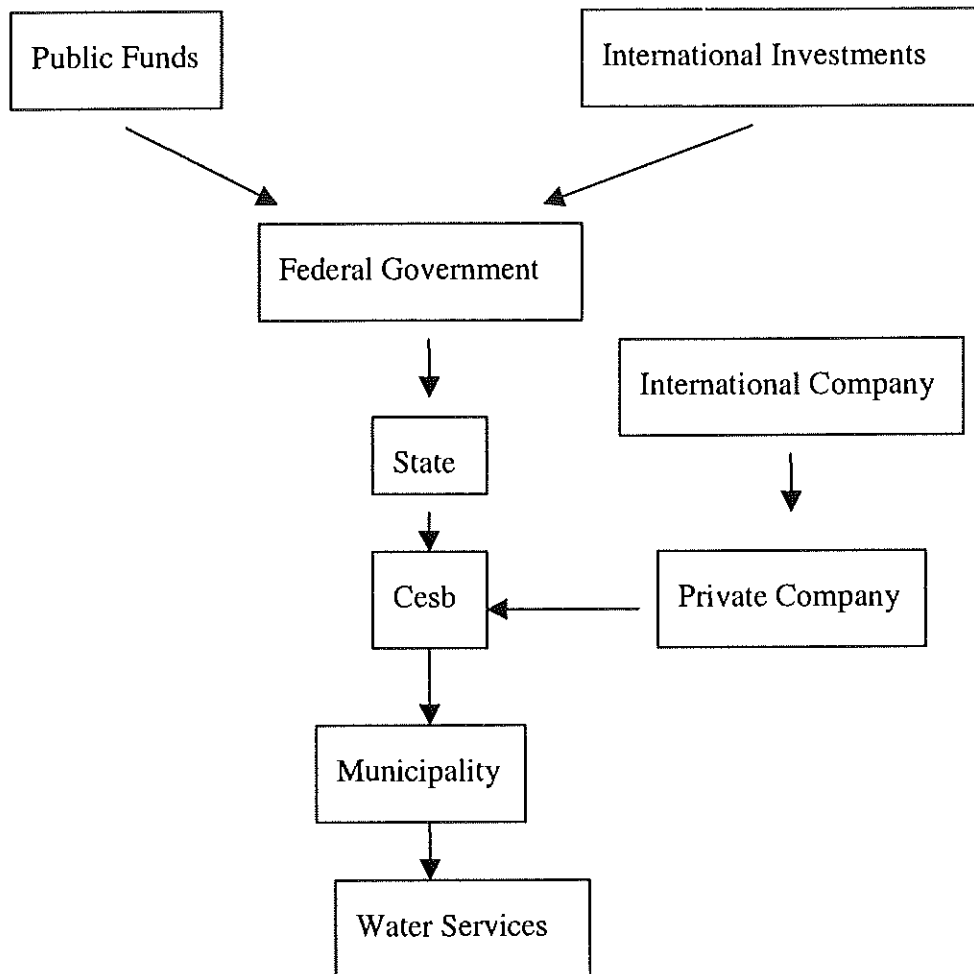 Public Funds
International Investments
Federal Government
International Company
State
Cesb
Private Company
Municipality
Water Services